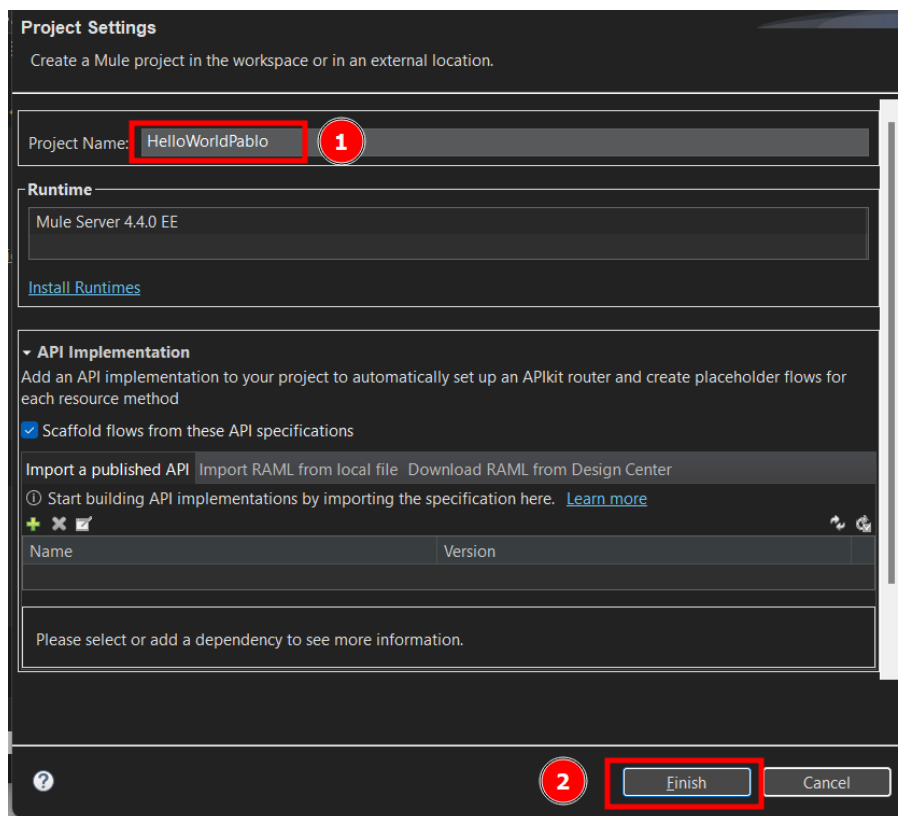 Project Settings
Create a Mule project in the workspace or in an external location.
Project Name: HelloWorldPablo 1
Runtime
Mule Server 4.4.0 EE
Install Runtimes
API Implementation
Add an API implementation to your project to automatically set up an APIkit router and create placeholder flows for
each resource method
Scaffold flows from these API specifications
Import a published API Import RAML from local file Download RAML from Design Center
Start building API implementations by importing the specification here. Learn more
Name Version
Please select or add a dependency to see more information.
? 2 Finish Cancel